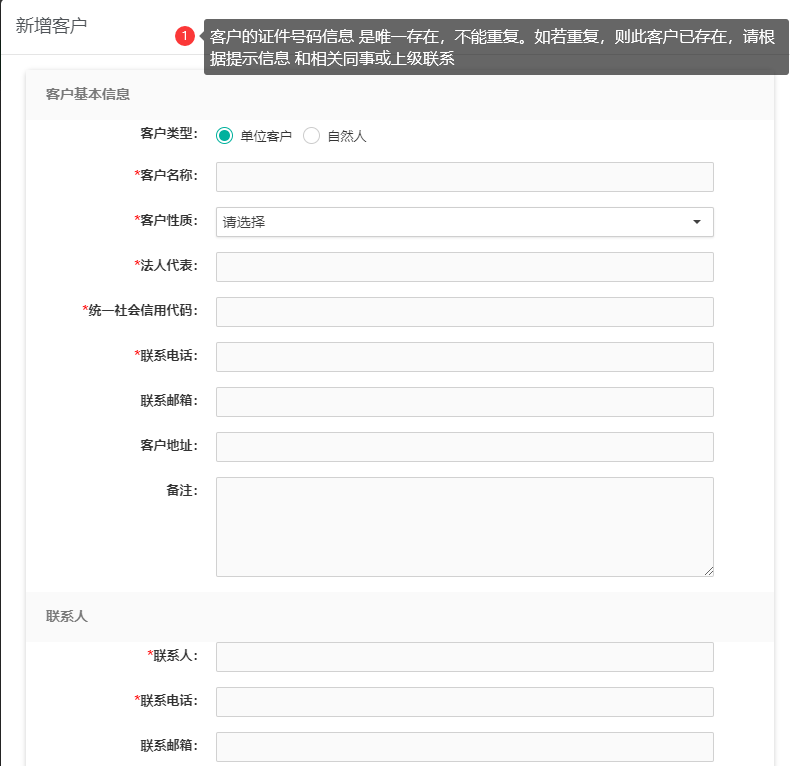 新增客户
1
客户的证件号码信息 是唯一存在，不能重复。如若重复，则此客户已存在，请根
据提示信息 和相关同事或上级联系
客户基本信息
客户类型： 单位客户 自然人
*客户名称：
*客户性质： 请选择
*法人代表：
*统一社会信用代码：
*联系电话：
联系邮箱：
客户地址：
备注：
联系人
*联系人：
*联系电话：
联系邮箱：